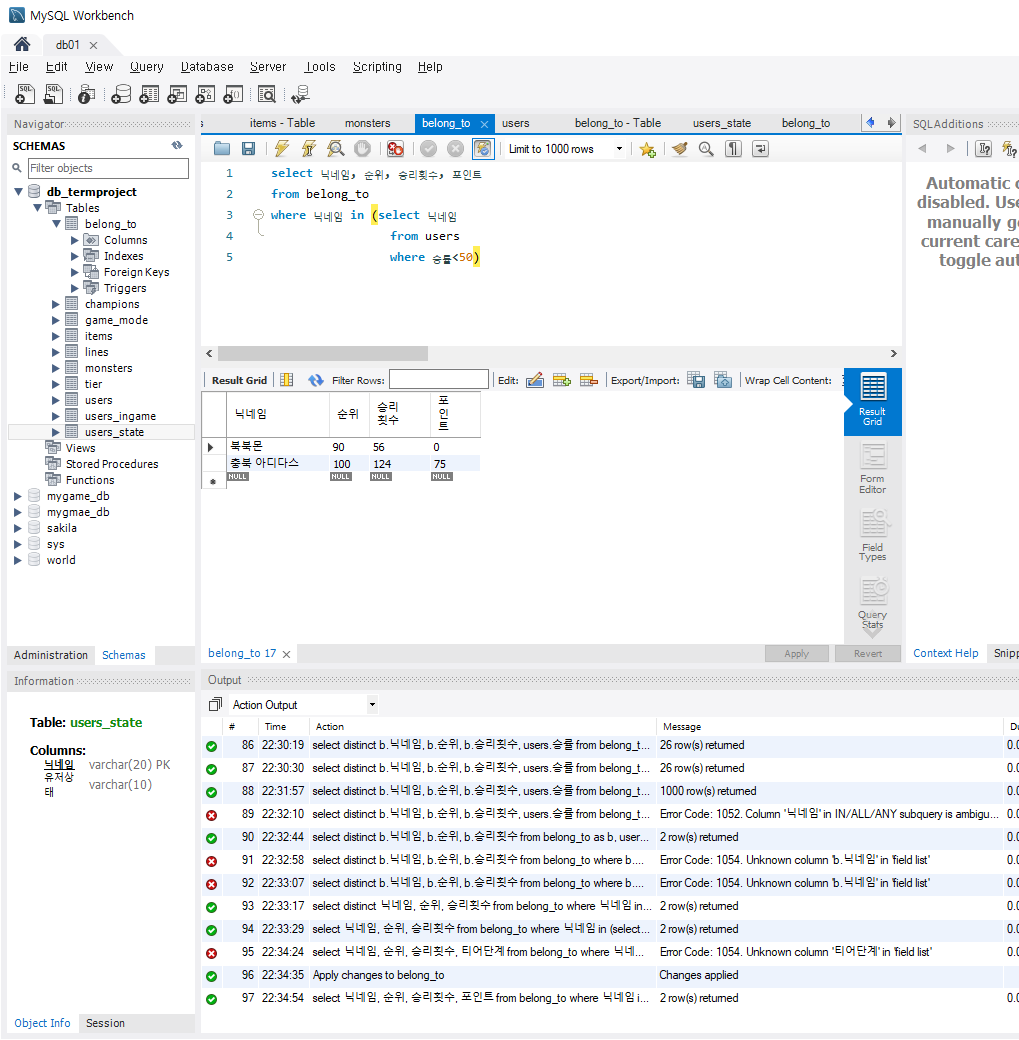 MySQL Workbench
db01
File Edit View Query Database Server Tools Scripting Help
Navigator
SCHEMAS
Filter objects
db_termproject
Tables
belong_to
Columns
Indexes
Foreign Keys
Triggers
champions
game_mode
items
lines
monsters
tier
users
users_ingame
users_state
Views
Stored Procedures
Functions
mygame_db
mygmae_db
sakila
sys
world
Administration Schemas
Information
Table: users_state
Columns:
닉네임 varchar(20) PK
유저상태 varchar(10)
Object Info Session
s items - Table monsters belong_to users belong_to - Table users_state belong_to
Limit to 1000 rows
1 select 닉네임, 순위, 승리횟수, 포인트
2 from belong_to
3 where 닉네임 in (select 닉네임
4 from users
5 where 승률<50)
Result Grid Filter Rows: Edit: Export/Import: Wrap Cell Content:
닉네임 순위 승리횟수 포인트
북북몬 90 56 0
충북 아디다스 100 124 75
NULL NULL NULL NULL
Result Grid
Form Editor
Field Types
Query Stats
belong_to 17 Apply Revert
SQLAdditions
Automatic c
disabled. Use
manually ge
current care
toggle aut
Context Help Snipp
Output
Action Output
# Time Action Message Du
86 22:30:19 select distinct b.닉네임, b.순위, b.승리횟수, users.승률 from belong_t... 26 row(s) returned 0.0
87 22:30:30 select distinct b.닉네임, b.순위, b.승리횟수, users.승률 from belong_t... 26 row(s) returned 0.0
88 22:31:57 select distinct b.닉네임, b.순위, b.승리횟수, users.승률 from belong_t... 1000 row(s) returned 0.0
89 22:32:10 select distinct b.닉네임, b.순위, b.승리횟수, users.승률 from belong_t... Error Code: 1052. Column '닉네임' in IN/ALL/ANY subquery is ambigu... 0.0
90 22:32:44 select distinct b.닉네임, b.순위, b.승리횟수 from belong_to as b, user... 2 row(s) returned 0.0
91 22:32:58 select distinct b.닉네임, b.순위, b.승리횟수 from belong_to where b.... Error Code: 1054. Unknown column 'b.닉네임' in 'field list' 0.0
92 22:33:07 select distinct b.닉네임, b.순위, b.승리횟수 from belong_to where b.... Error Code: 1054. Unknown column 'b.닉네임' in 'field list' 0.0
93 22:33:17 select distinct 닉네임, 순위, 승리횟수 from belong_to where 닉네임 in... 2 row(s) returned 0.0
94 22:33:29 select 닉네임, 순위, 승리횟수 from belong_to where 닉네임 in (select... 2 row(s) returned 0.0
95 22:34:24 select 닉네임, 순위, 승리횟수, 티어단계 from belong_to where 닉네... Error Code: 1054. Unknown column '티어단계' in 'field list' 0.0
96 22:34:35 Apply changes to belong_to Changes applied
97 22:34:54 select 닉네임, 순위, 승리횟수, 포인트 from belong_to where 닉네임 i... 2 row(s) returned 0.0